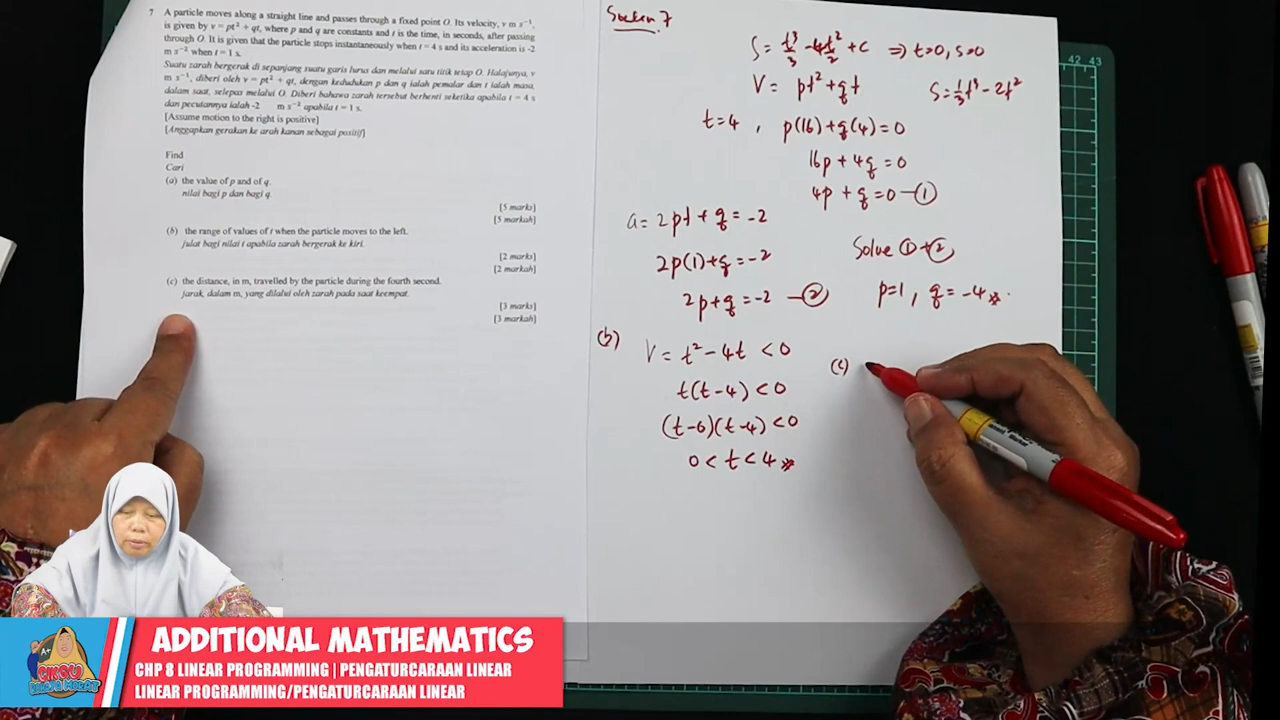 7 A particle moves along a straight line and passes through a fixed point O. Its velocity, v m s⁻¹,
is given by v = pt² + qt, where p and q are constants and t is the time, in seconds, after passing
through O. It is given that the particle stops instantaneously when t = 4 s and its acceleration is -2
m s⁻² when t = 1 s.
Suatu zarah bergerak di sepanjang suatu garis lurus dan melalui satu titik tetap O. Halajunya, v
m s⁻¹, diberi oleh v = pt² + qt, dengan kedudukan p dan q ialah pemalar dan t ialah masa,
dalam saat, selepas melalui O. Diberi bahawa zarah tersebut berhenti seketika apabila t = 4 s
dan pecutannya ialah -2 m s⁻² apabila t = 1 s.
[Assume motion to the right is positive]
[Anggapkan gerakan ke arah kanan sebagai positif]
Find
Cari
(a) the value of p and of q.
nilai bagi p dan bagi q.
[5 marks]
[5 markah]
(b) the range of values of t when the particle moves to the left.
julat bagi nilai t apabila zarah bergerak ke kiri.
[2 marks]
[2 markah]
(c) the distance, in m, travelled by the particle during the fourth second.
jarak, dalam m, yang dilalui oleh zarah pada saat keempat.
[3 marks]
[3 markah]
7
S = t³/3 - 4t²/2 + c ⇒ t=0, s=0
V = pt² + qt
S = 1/3 t³ - 2t²
t=4 , p(16) + q(4) = 0
16p + 4q = 0
4p + q = 0 — ①
a = 2pt + q = -2
2p(1) + q = -2
2p + q = -2 — ②
Solve ① + ②
p=1 , q = -4
(b) V = t² - 4t < 0
t(t-4) < 0
(t-0)(t-4) < 0
0 < t < 4
(c)
42 43
A+
CIKGU
ADDITIONAL MATHEMATICS
CHP 8 LINEAR PROGRAMMING | PENGATURCARAAN LINEAR
LINEAR PROGRAMMING/PENGATURCARAAN LINEAR